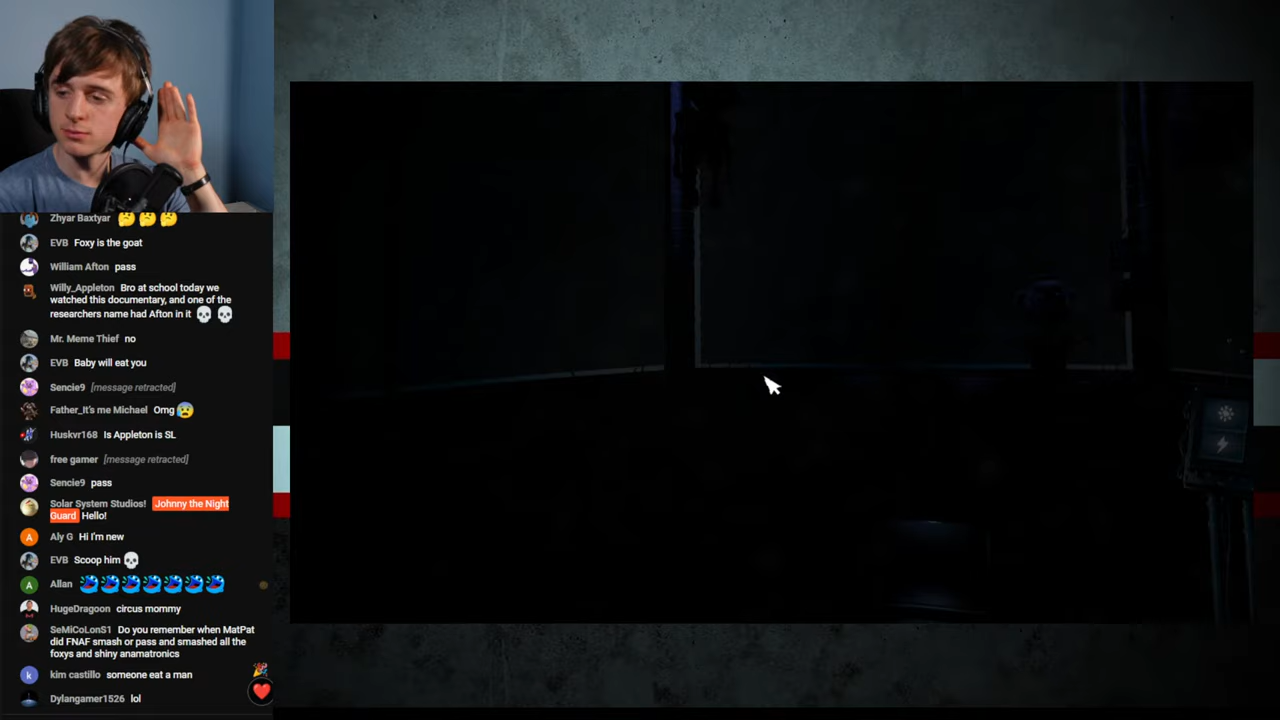 Zhyar Baxtyar 🤔🤔🤔
EVB Foxy is the goat
William Afton pass
Willy_Appleton Bro at school today we
watched this documentary, and one of the
researchers name had Afton in it 💀💀
Mr. Meme Thief no
EVB Baby will eat you
Sencie9 [message retracted]
Father_It's me Michael Omg😰
Huskvr168 Is Appleton is SL
free gamer [message retracted]
Sencie9 pass
Solar System Studios! Johnny the Night
Guard Hello!
A Aly G Hi I'm new
EVB Scoop him 💀
A Allan
HugeDragoon circus mommy
SeMiCoLonS1 Do you remember when MatPat
did FNAF smash or pass and smashed all the
foxys and shiny anamatronics
k kim castillo someone eat a man
Dylangamer1526 lol